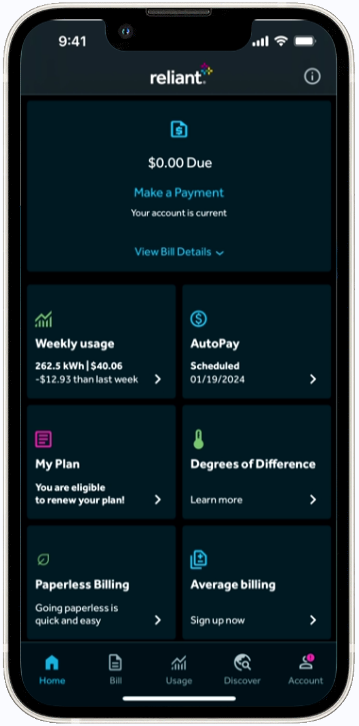 9:41
reliant
$0.00 Due
Make a Payment
Your account is current
View Bill Details
Weekly usage
262.5 kWh | $40.06
-$12.93 than last week
AutoPay
Scheduled
01/19/2024
My Plan
You are eligible
to renew your plan!
Degrees of Difference
Learn more
Paperless Billing
Going paperless is
quick and easy
Average billing
Sign up now
Home
Bill
Usage
Discover
Account